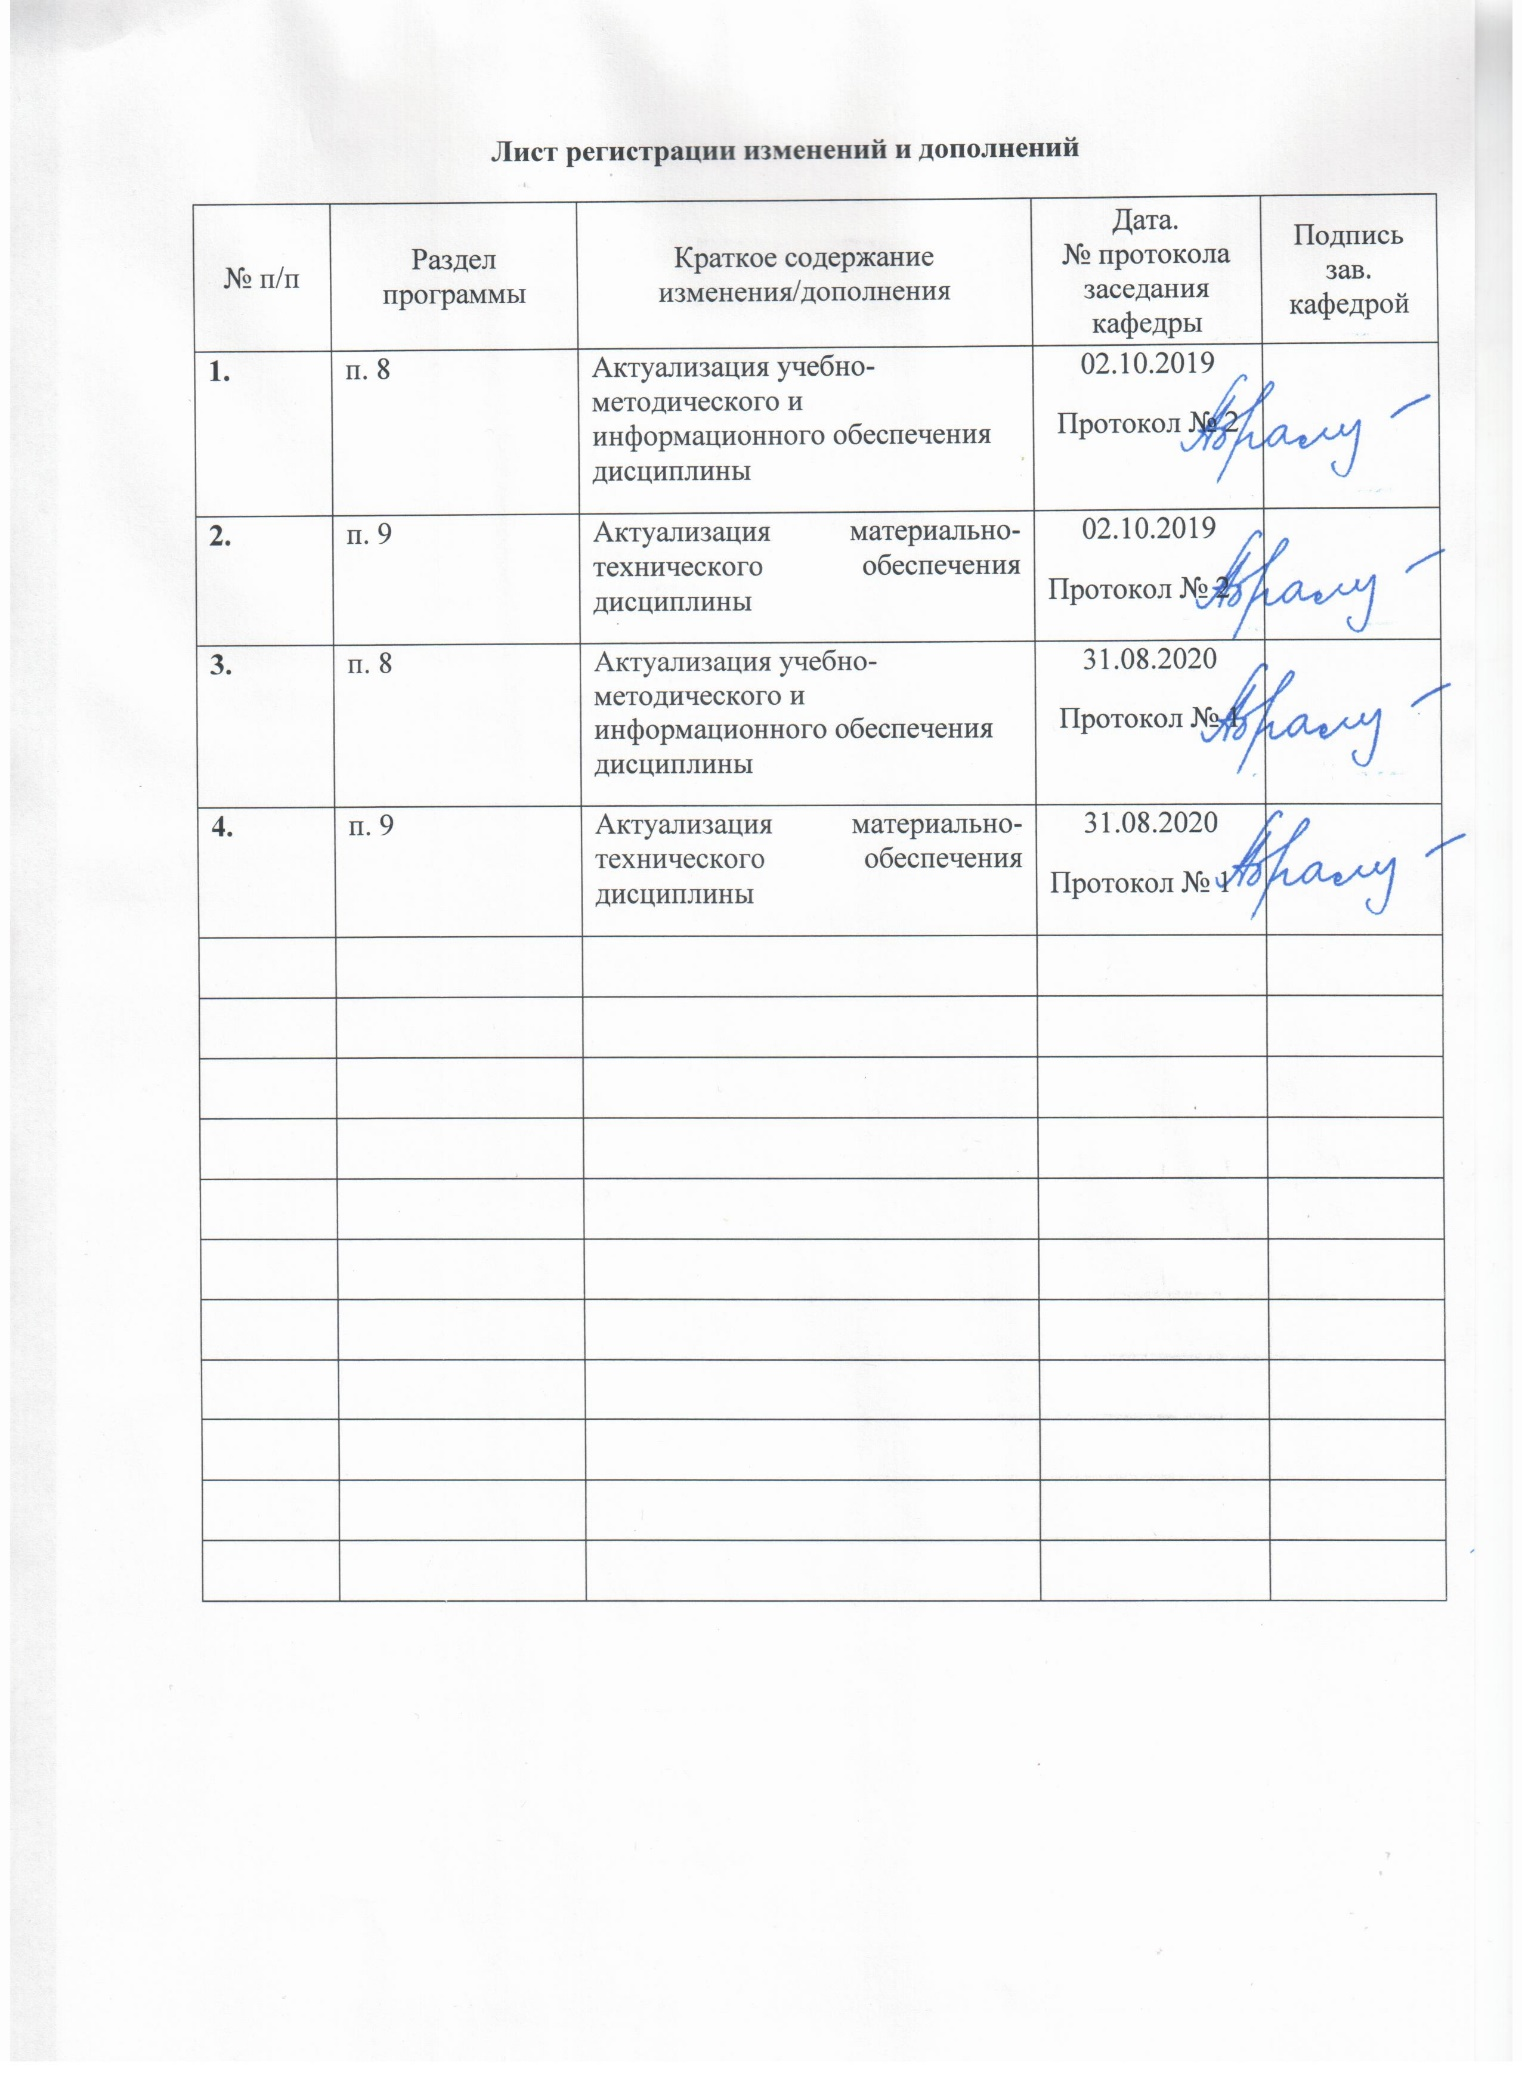 Лист регистрации изменений и дополнений
№ п/п
Раздел
программы
Краткое содержание
изменения/дополнения
Дата.
№ протокола
заседания
кафедры
Подпись
зав.
кафедрой
1.
п. 8
Актуализация учебно-
методического и
информационного обеспечения
дисциплины
02.10.2019
Протокол № 2
2.
п. 9
Актуализация материально-
технического обеспечения
дисциплины
02.10.2019
Протокол № 2
3.
п. 8
Актуализация учебно-
методического и
информационного обеспечения
дисциплины
31.08.2020
Протокол № 1
4.
п. 9
Актуализация материально-
технического обеспечения
дисциплины
31.08.2020
Протокол № 1